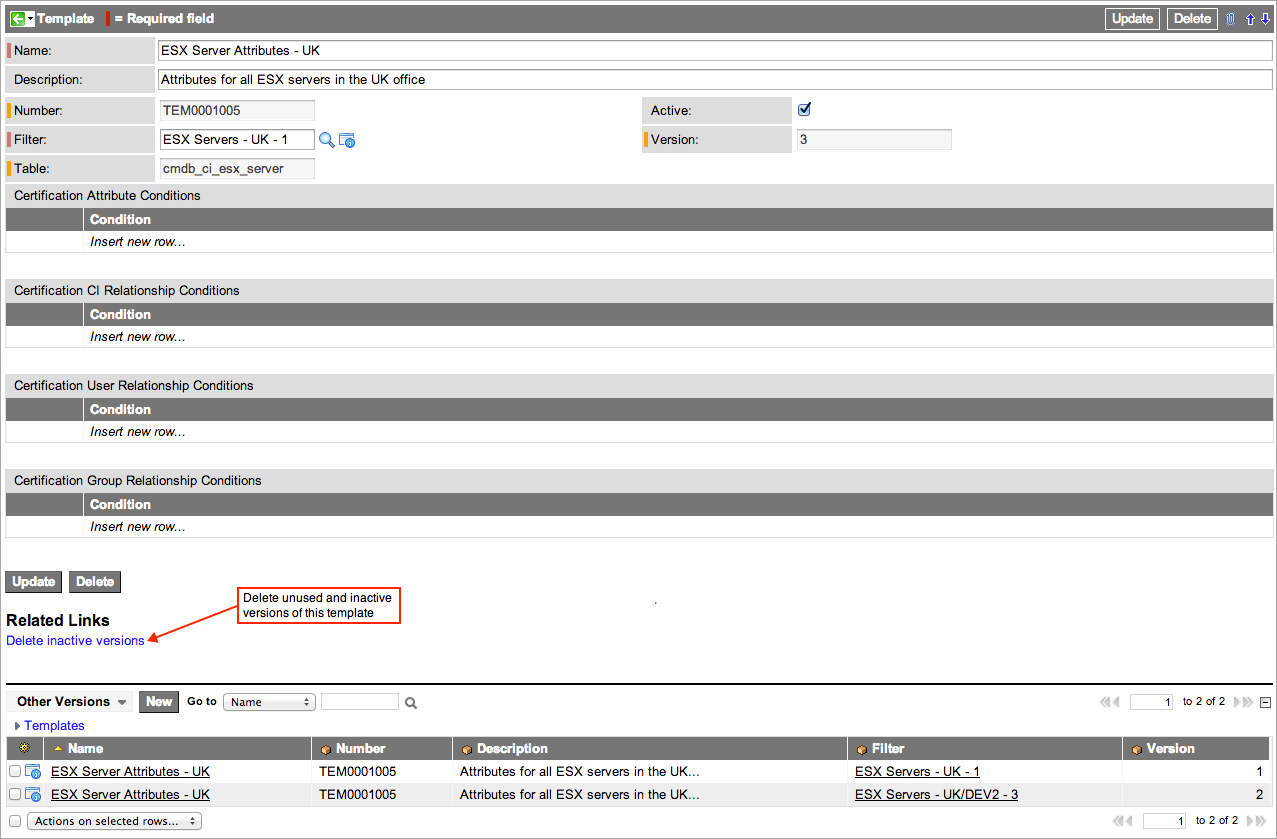 Template = Required field Update Delete
Name: ESX Server Attributes - UK
Description: Attributes for all ESX servers in the UK office
Number: TEM0001005 Active:
Filter: ESX Servers - UK - 1 Version: 3
Table: cmdb_ci_esx_server
Certification Attribute Conditions
Condition
Insert new row...
Certification CI Relationship Conditions
Condition
Insert new row...
Certification User Relationship Conditions
Condition
Insert new row...
Certification Group Relationship Conditions
Condition
Insert new row...
Update Delete
Delete unused and inactive
versions of this template
Related Links
Delete inactive versions
Other Versions New Go to Name 1 to 2 of 2
Templates
Name Number Description Filter Version
ESX Server Attributes - UK TEM0001005 Attributes for all ESX servers in the UK... ESX Servers - UK - 1 1
ESX Server Attributes - UK TEM0001005 Attributes for all ESX servers in the UK... ESX Servers - UK/DEV2 - 3 2
Actions on selected rows... 1 to 2 of 2